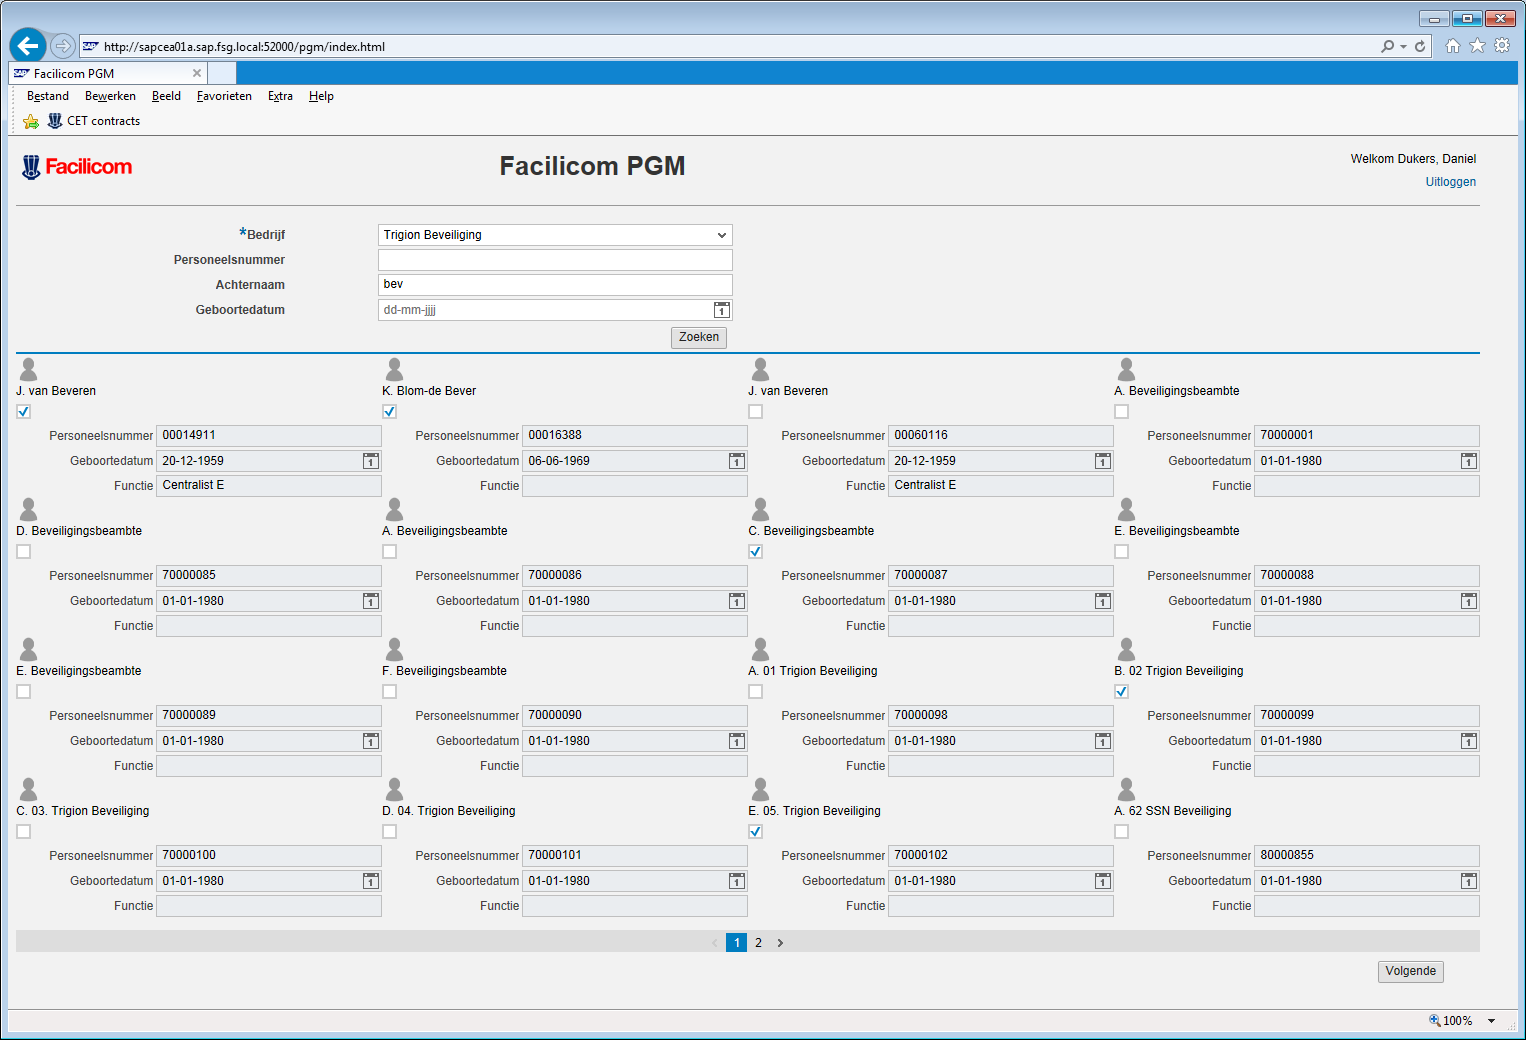 http://sapcea01a.sap.fsg.local:52000/pgm/index.html
SAP Facilicom PGM
Bestand Bewerken Beeld Favorieten Extra Help
CET contracts
Facilicom
Facilicom PGM
Welkom Dukers, Daniel
Uitloggen
*Bedrijf Trigion Beveiliging
Personeelsnummer
Achternaam bev
Geboortedatum dd-mm-jjjj
Zoeken
J. van Beveren K. Blom-de Bever J. van Beveren A. Beveiligingsbeambte
Personeelsnummer 00014911 Personeelsnummer 00016388 Personeelsnummer 00060116 Personeelsnummer 70000001
Geboortedatum 20-12-1959 Geboortedatum 06-06-1969 Geboortedatum 20-12-1959 Geboortedatum 01-01-1980
Functie Centralist E Functie Functie Centralist E Functie
D. Beveiligingsbeambte A. Beveiligingsbeambte C. Beveiligingsbeambte E. Beveiligingsbeambte
Personeelsnummer 70000085 Personeelsnummer 70000086 Personeelsnummer 70000087 Personeelsnummer 70000088
Geboortedatum 01-01-1980 Geboortedatum 01-01-1980 Geboortedatum 01-01-1980 Geboortedatum 01-01-1980
Functie Functie Functie Functie
E. Beveiligingsbeambte F. Beveiligingsbeambte A. 01 Trigion Beveiliging B. 02 Trigion Beveiliging
Personeelsnummer 70000089 Personeelsnummer 70000090 Personeelsnummer 70000098 Personeelsnummer 70000099
Geboortedatum 01-01-1980 Geboortedatum 01-01-1980 Geboortedatum 01-01-1980 Geboortedatum 01-01-1980
Functie Functie Functie Functie
C. 03. Trigion Beveiliging D. 04. Trigion Beveiliging E. 05. Trigion Beveiliging A. 62 SSN Beveiliging
Personeelsnummer 70000100 Personeelsnummer 70000101 Personeelsnummer 70000102 Personeelsnummer 80000855
Geboortedatum 01-01-1980 Geboortedatum 01-01-1980 Geboortedatum 01-01-1980 Geboortedatum 01-01-1980
Functie Functie Functie Functie
1 2
Volgende
100%